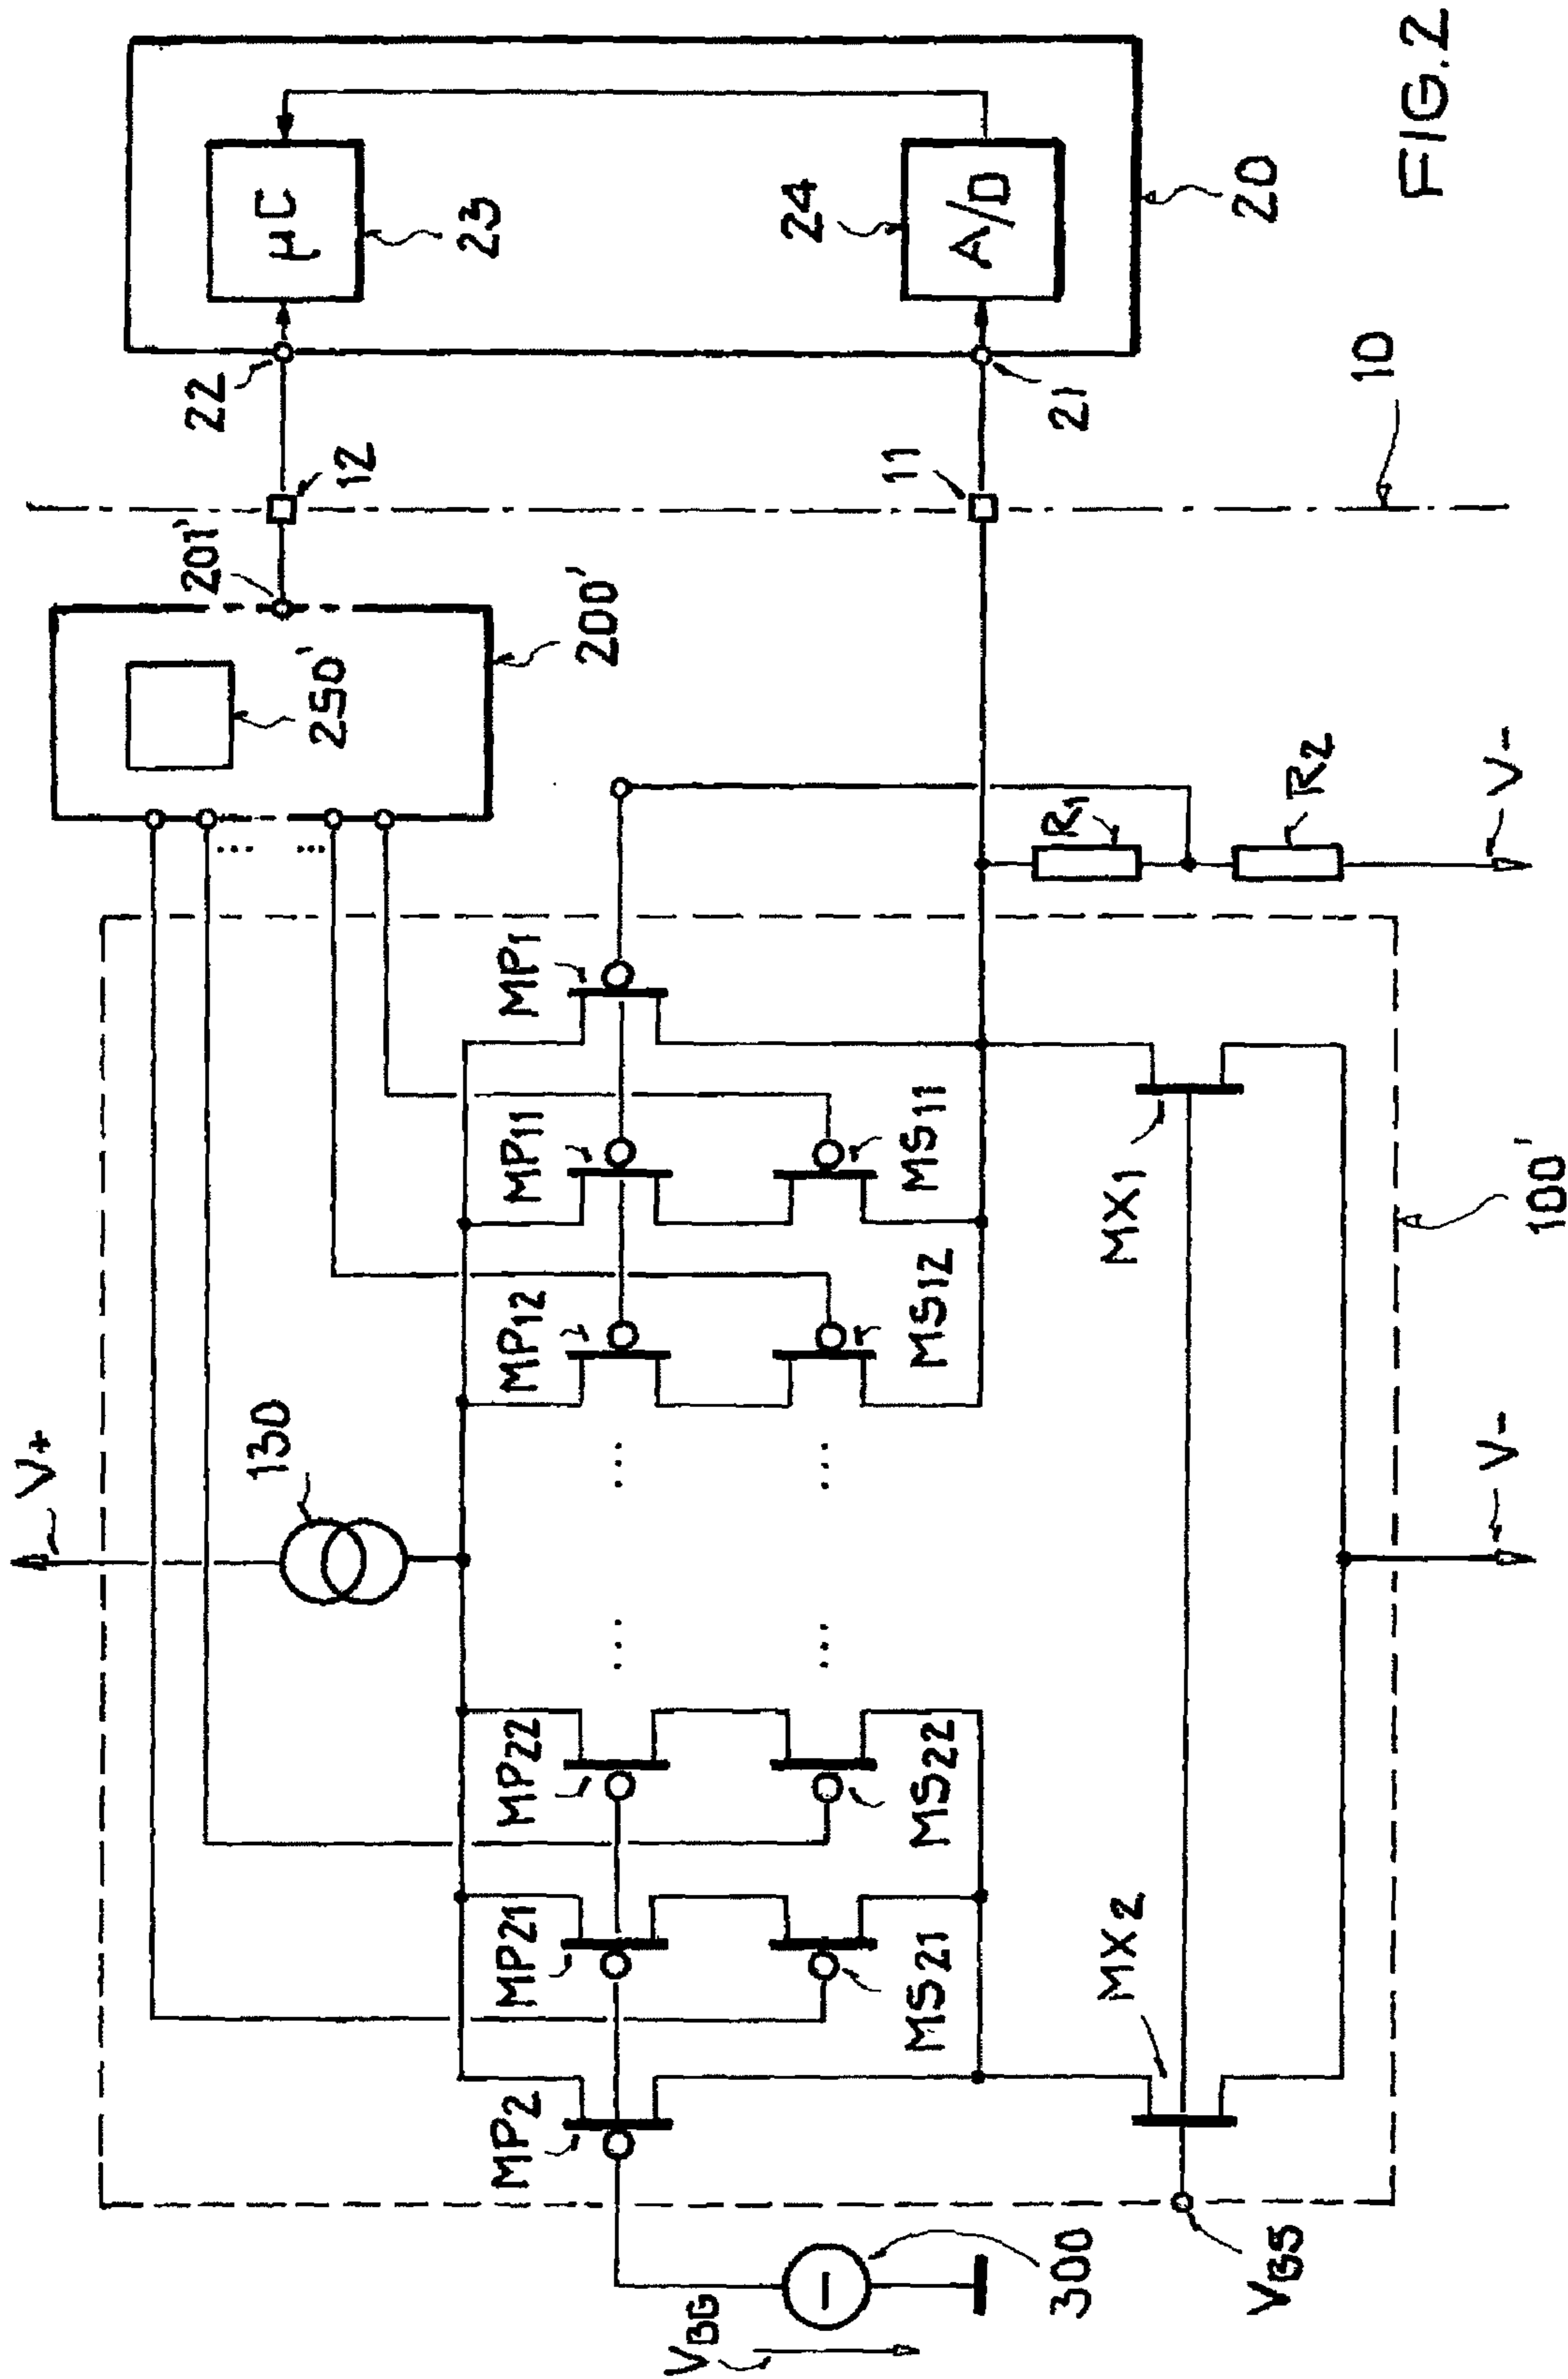 FIG.2
V+
130
100'
V-
MP2
MP21
MP22
MP12
MP11
MP1
MS21
MS22
MS12
MS11
MX2
MX1
VBG
300
VBS
R1
R2
V-
250'
200'
201'
12
11
10
22
21
μC
23
24
A/D
20
...
...
...
...
...
...